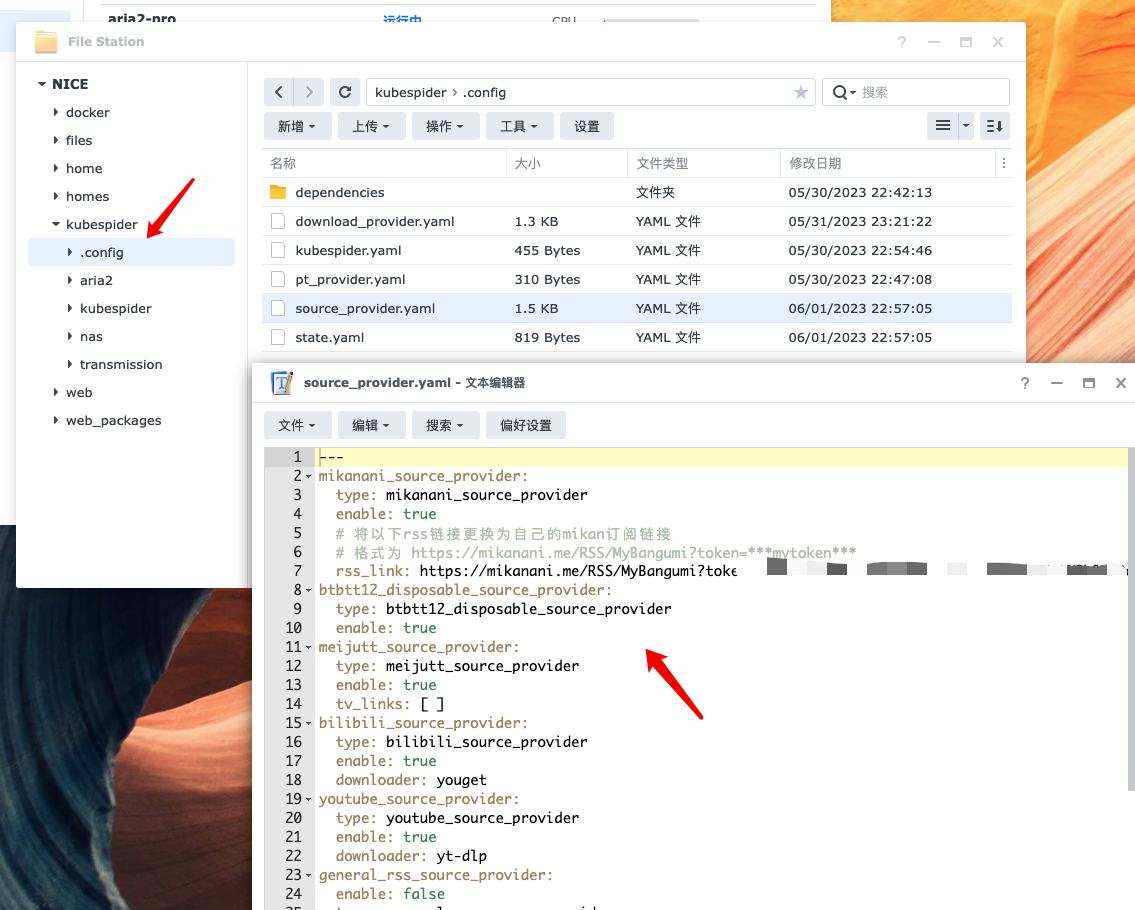 aria2-pro 运行中 CPU
File Station
NICE
docker
files
home
homes
kubespider
.config
aria2
kubespider
nas
transmission
web
web_packages
kubespider › .config
搜索
新增 上传 操作 工具 设置
名称 大小 文件类型 修改日期
dependencies 文件夹 05/30/2023 22:42:13
download_provider.yaml 1.3 KB YAML 文件 05/31/2023 23:21:22
kubespider.yaml 455 Bytes YAML 文件 05/30/2023 22:54:46
pt_provider.yaml 310 Bytes YAML 文件 05/30/2023 22:47:08
source_provider.yaml 1.5 KB YAML 文件 06/01/2023 22:57:05
state.yaml 819 Bytes YAML 文件 06/01/2023 22:57:05
source_provider.yaml - 文本编辑器
文件 编辑 搜索 偏好设置
1 ---
2 mikanani_source_provider:
3 type: mikanani_source_provider
4 enable: true
5 # 将以下rss链接更换为自己的mikan订阅链接
6 # 格式为 https://mikanani.me/RSS/MyBangumi?token=***mytoken***
7 rss_link: https://mikanani.me/RSS/MyBangumi?toke
8 btbtt12_disposable_source_provider:
9 type: btbtt12_disposable_source_provider
10 enable: true
11 meijutt_source_provider:
12 type: meijutt_source_provider
13 enable: true
14 tv_links: [ ]
15 bilibili_source_provider:
16 type: bilibili_source_provider
17 enable: true
18 downloader: youget
19 youtube_source_provider:
20 type: youtube_source_provider
21 enable: true
22 downloader: yt-dlp
23 general_rss_source_provider:
24 enable: false